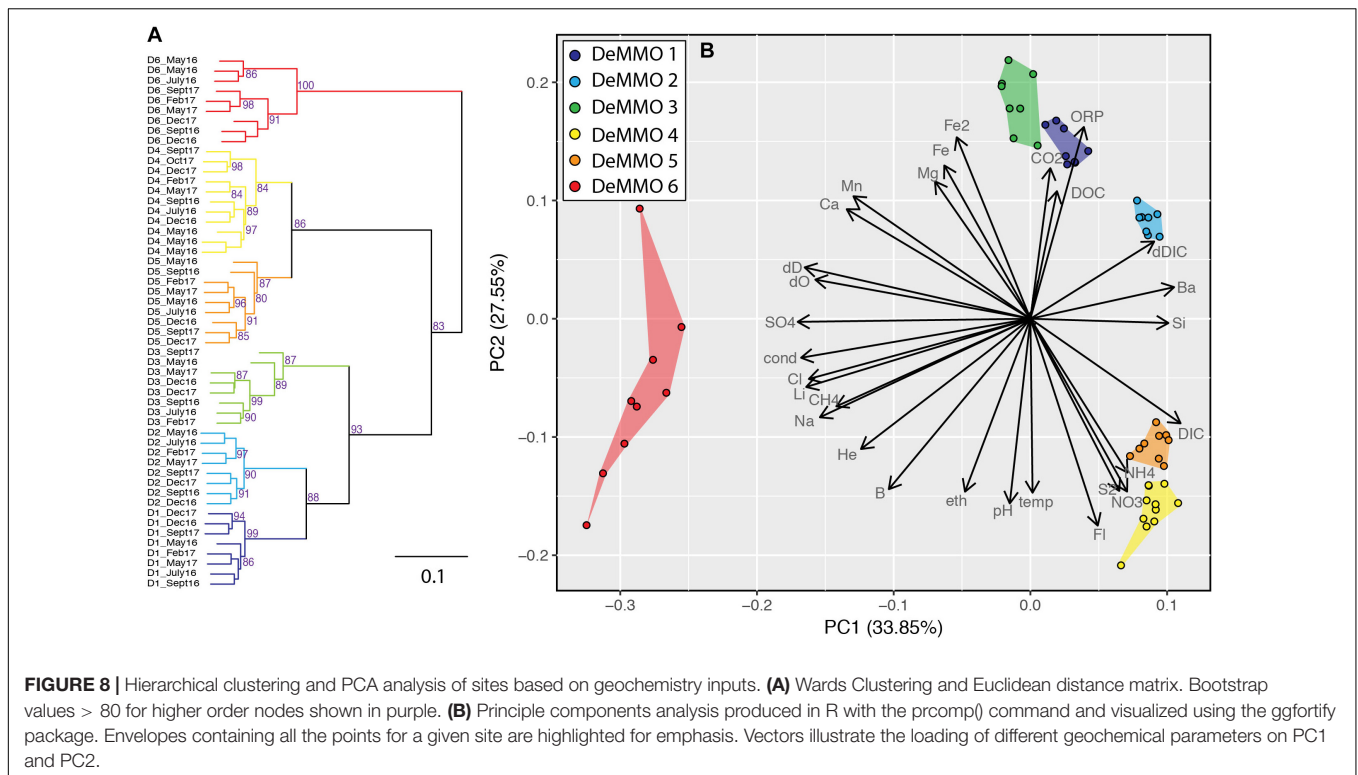 A
D6_May16
D6_May16
D6_July16
D6_Sept17
D6_Feb17
D6_May17
D6_Dec17
D6_Sept16
D6_Dec16
D4_Sept17
D4_Oct17
D4_Dec17
D4_Feb17
D4_May17
D4_Sept16
D4_July16
D4_Dec16
D4_May16
D4_May16
D5_May16
D5_Sept16
D5_Feb17
D5_May17
D5_May16
D5_July16
D5_Dec16
D5_Sept17
D5_Dec17
D3_Sept17
D3_May16
D3_May17
D3_Dec16
D3_Dec17
D3_Sept16
D3_July16
D3_Feb17
D2_May16
D2_July16
D2_Feb17
D2_May17
D2_Sept17
D2_Dec17
D2_Sept16
D2_Dec16
D1_Dec17
D1_Dec16
D1_Sept17
D1_May16
D1_Feb17
D1_May17
D1_July16
D1_Sept16
86
100
98
91
98
84
84
89
97
86
87
80
96
91
85
83
87
87
89
99
90
93
97
90
91
88
94
99
86
0.1
B
DeMMO 1
DeMMO 2
DeMMO 3
DeMMO 4
DeMMO 5
DeMMO 6
PC2 (27.55%)
0.2
0.1
0.0
−0.1
−0.2
ORP
Fe2
Fe
CO2
Mg
DOC
Mn
Ca
dDIC
dD
dO
Ba
SO4
Si
cond
Cl
Li
CH4
Na
DIC
He
NH4
B
eth
pH
temp
S2
NO3
Fl
−0.3
−0.2
−0.1
0.0
0.1
PC1 (33.85%)
FIGURE 8 | Hierarchical clustering and PCA analysis of sites based on geochemistry inputs. (A) Wards Clustering and Euclidean distance matrix. Bootstrap
values > 80 for higher order nodes shown in purple. (B) Principle components analysis produced in R with the prcomp() command and visualized using the ggfortify
package. Envelopes containing all the points for a given site are highlighted for emphasis. Vectors illustrate the loading of different geochemical parameters on PC1
and PC2.